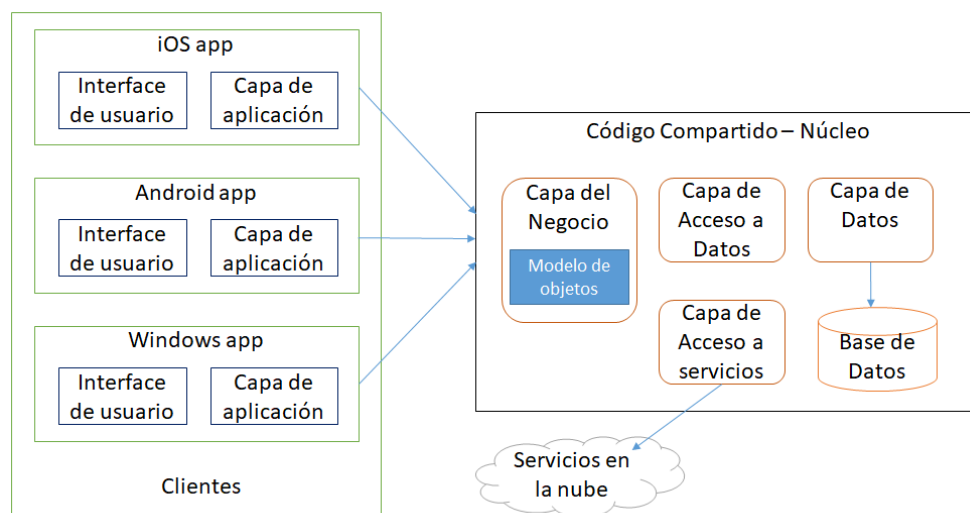 iOS app
Interface
de usuario
Capa de
aplicación
Android app
Interface
de usuario
Capa de
aplicación
Windows app
Interface
de usuario
Capa de
aplicación
Clientes
Código Compartido – Núcleo
Capa del
Negocio
Modelo de
objetos
Capa de
Acceso a
Datos
Capa de
Datos
Capa de
Acceso a
servicios
Base de
Datos
Servicios en
la nube